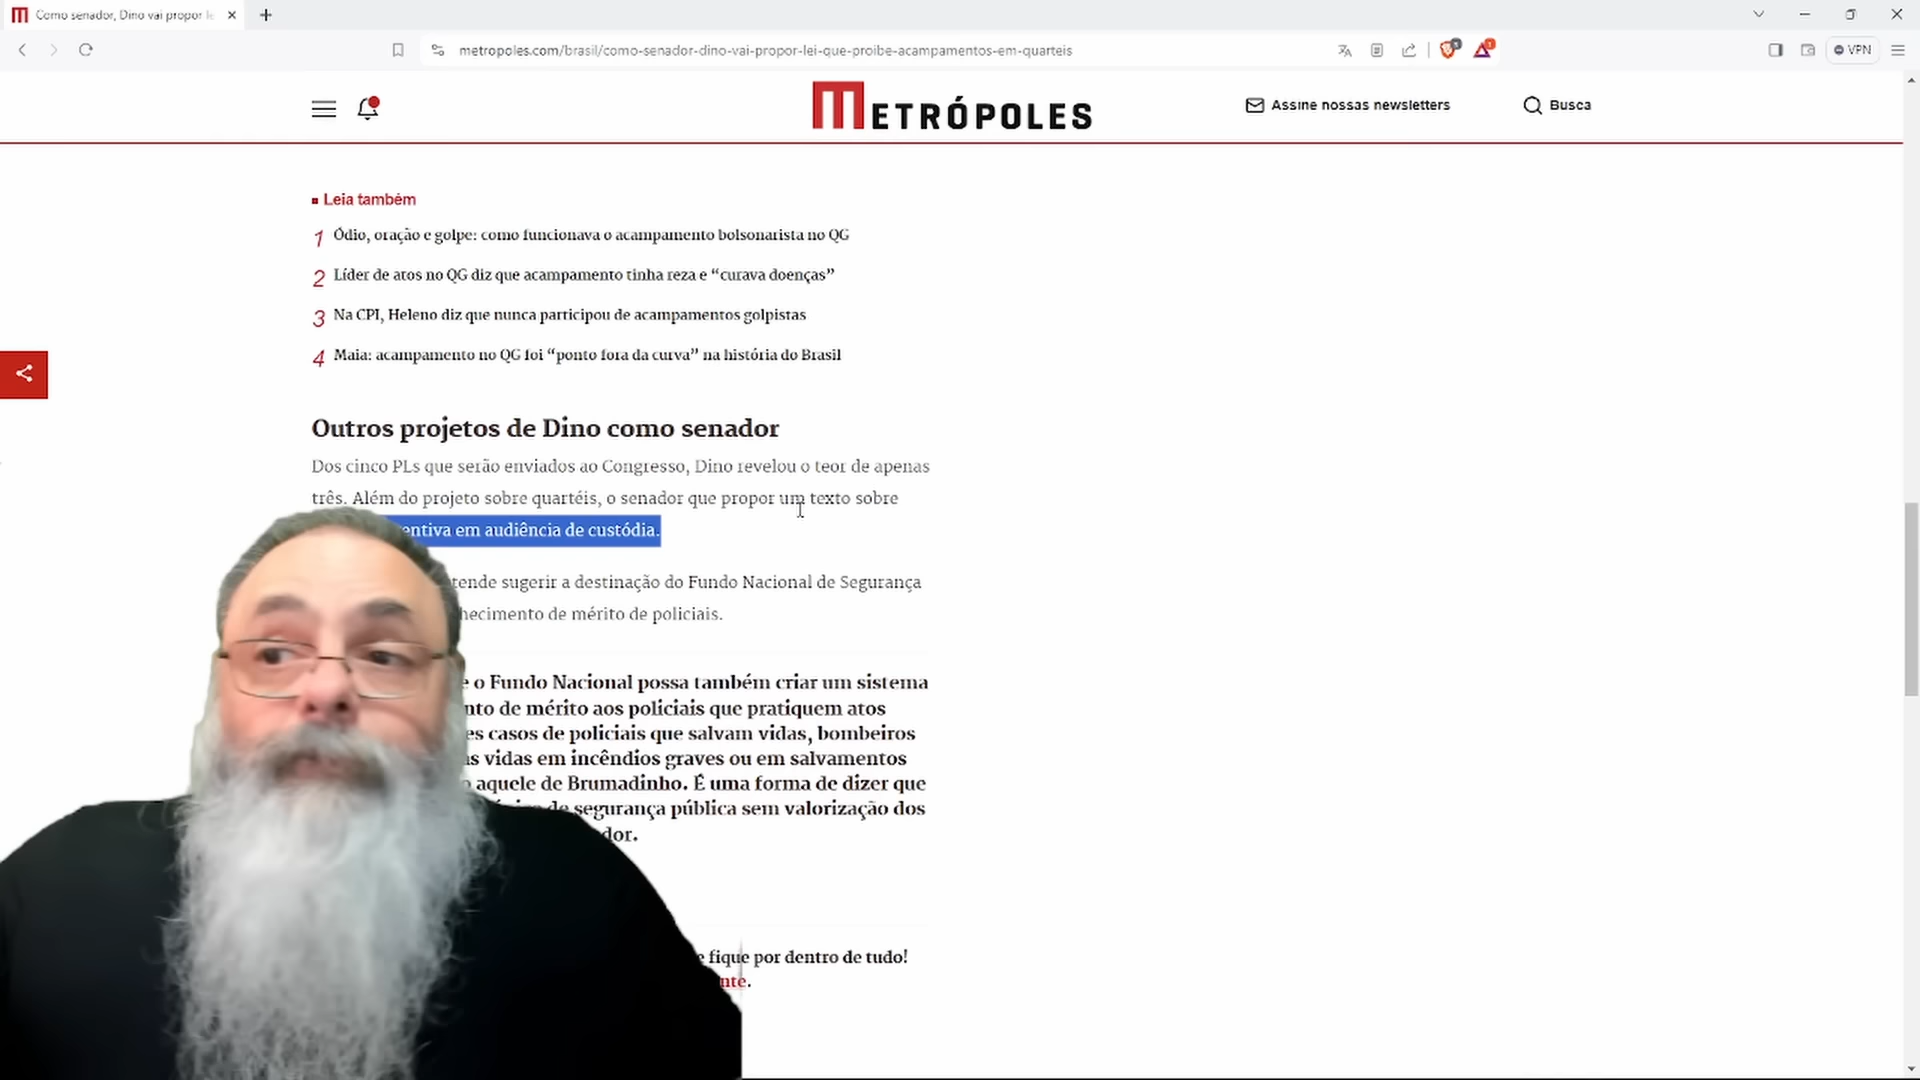 Como senador, Dino vai propor le
metropoles.com/brasil/como-senador-dino-vai-propor-lei-que-proibe-acampamentos-em-quarteis
VPN
METRÓPOLES
Assine nossas newsletters
Busca
Leia também
1 Ódio, oração e golpe: como funcionava o acampamento bolsonarista no QG
2 Líder de atos no QG diz que acampamento tinha reza e “curava doenças”
3 Na CPI, Heleno diz que nunca participou de acampamentos golpistas
4 Maia: acampamento no QG foi “ponto fora da curva” na história do Brasil
Outros projetos de Dino como senador
Dos cinco PLs que serão enviados ao Congresso, Dino revelou o teor de apenas
três. Além do projeto sobre quartéis, o senador que propor um texto sobre
entiva em audiência de custódia.
tende sugerir a destinação do Fundo Nacional de Segurança
hecimento de mérito de policiais.
e o Fundo Nacional possa também criar um sistema
nto de mérito aos policiais que pratiquem atos
es casos de policiais que salvam vidas, bombeiros
s vidas em incêndios graves ou em salvamentos
aquele de Brumadinho. É uma forma de dizer que
de segurança pública sem valorização dos
dor.
e fique por dentro de tudo!
nte.